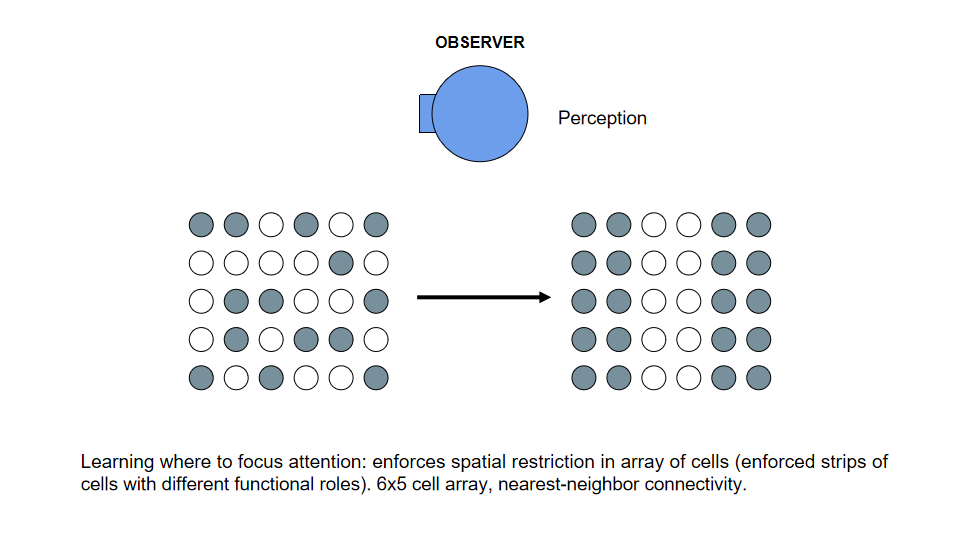 OBSERVER
Perception
Learning where to focus attention: enforces spatial restriction in array of cells (enforced strips of
cells with different functional roles). 6x5 cell array, nearest-neighbor connectivity.